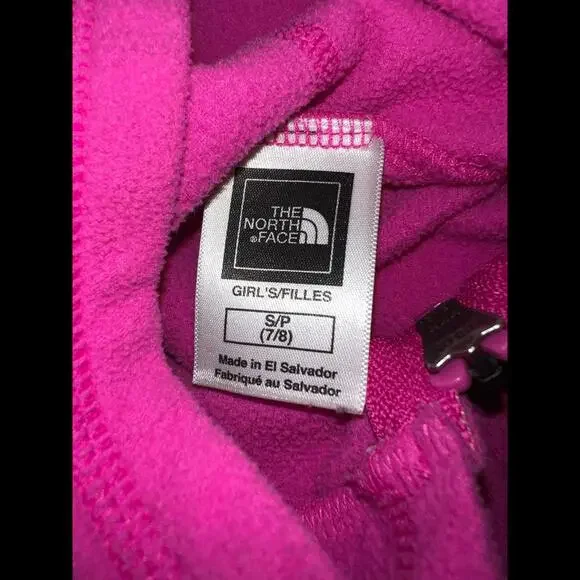 THE
NORTH
®FACE
GIRL'S/FILLES
S/P
(7/8)
Made in El Salvador
Fabriqué au Salvador